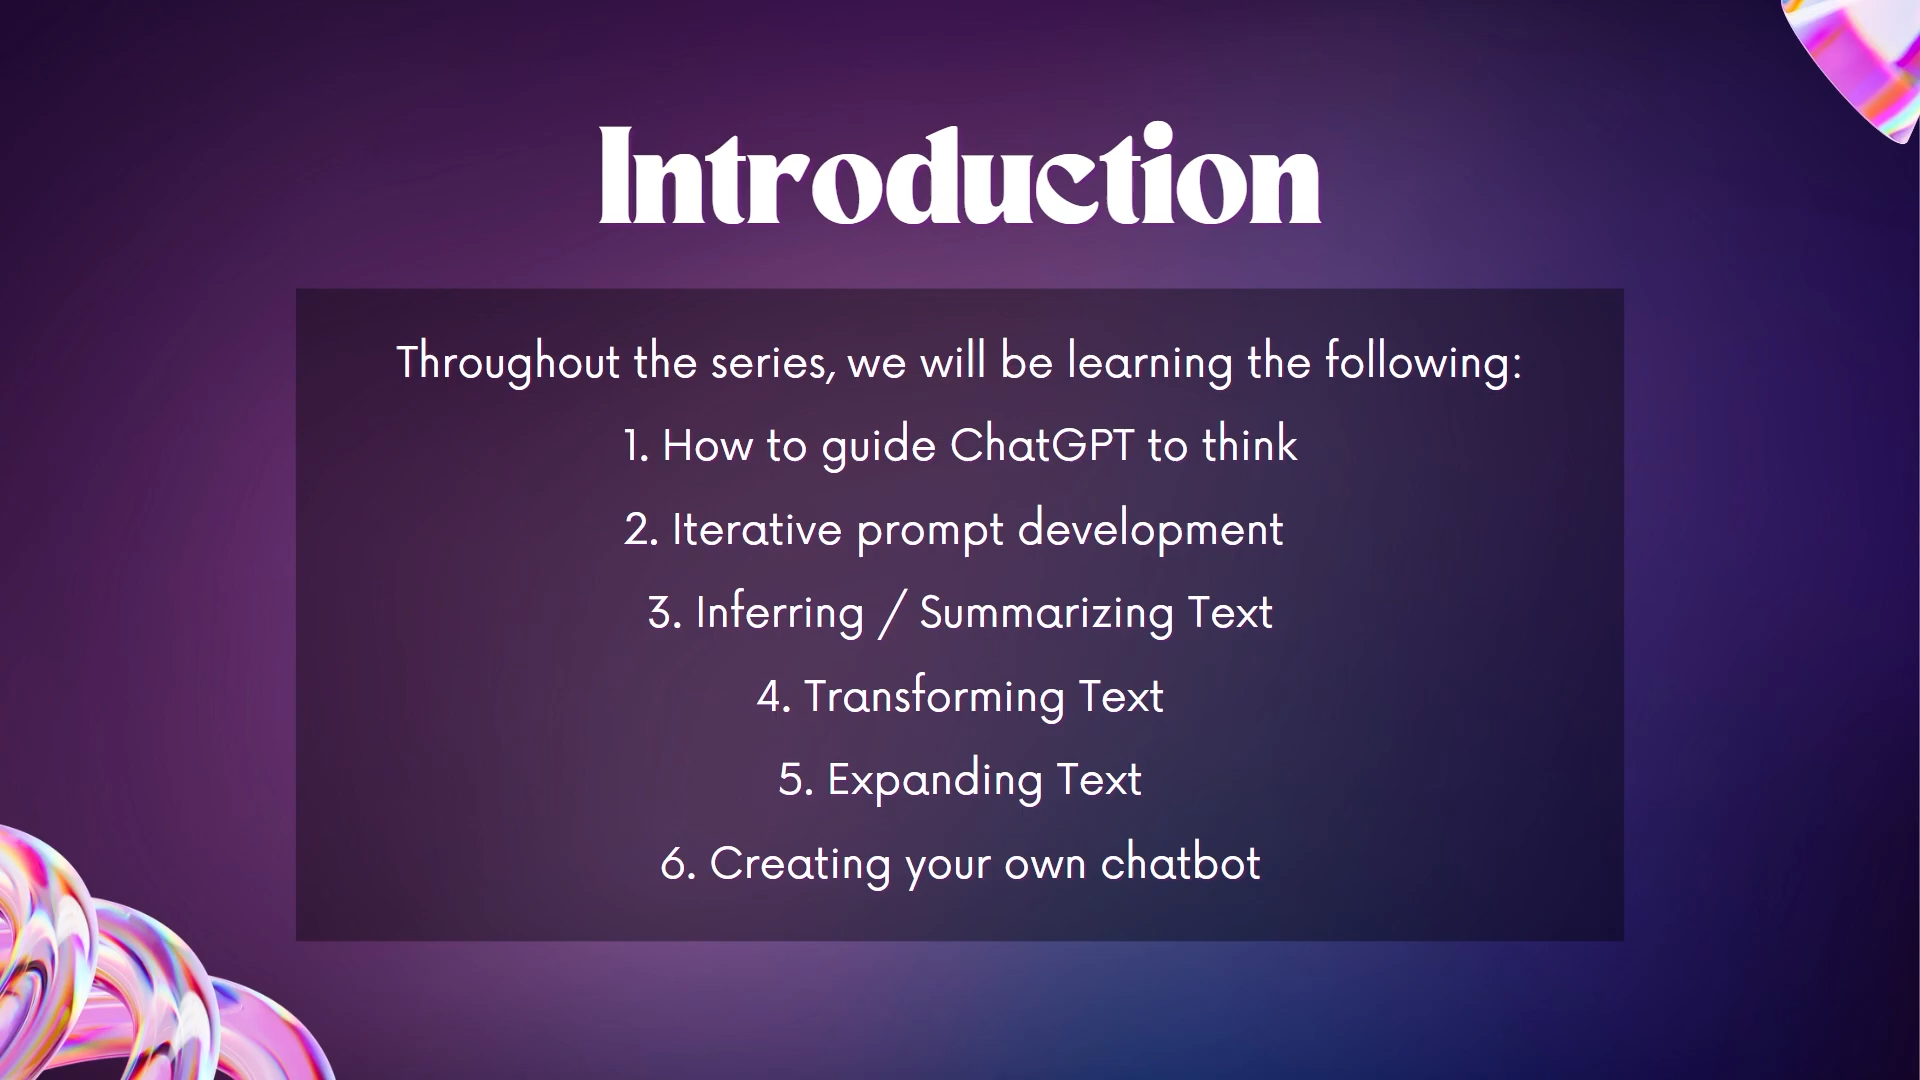 Introduction
Throughout the series, we will be learning the following:
1. How to guide ChatGPT to think
2. Iterative prompt development
3. Inferring / Summarizing Text
4. Transforming Text
5. Expanding Text
6. Creating your own chatbot